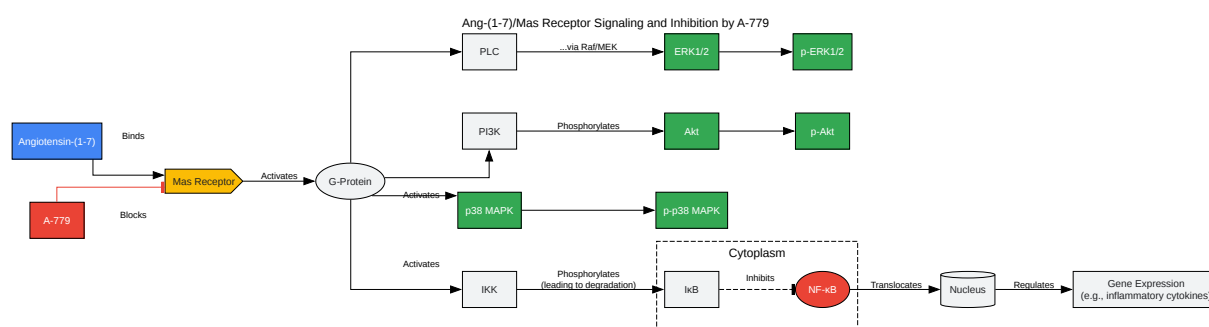 Ang-(1-7)/Mas Receptor Signaling and Inhibition by A-779
PLC
...via Raf/MEK
ERK1/2
p-ERK1/2
Angiotensin-(1-7)
Binds
PI3K
Phosphorylates
Akt
p-Akt
Mas Receptor
Activates
G-Protein
A-779
Blocks
Activates
p38 MAPK
p-p38 MAPK
Cytoplasm
Activates
IKK
Phosphorylates
(leading to degradation)
IκB
Inhibits
NF-κB
Translocates
Nucleus
Regulates
Gene Expression
(e.g., inflammatory cytokines)